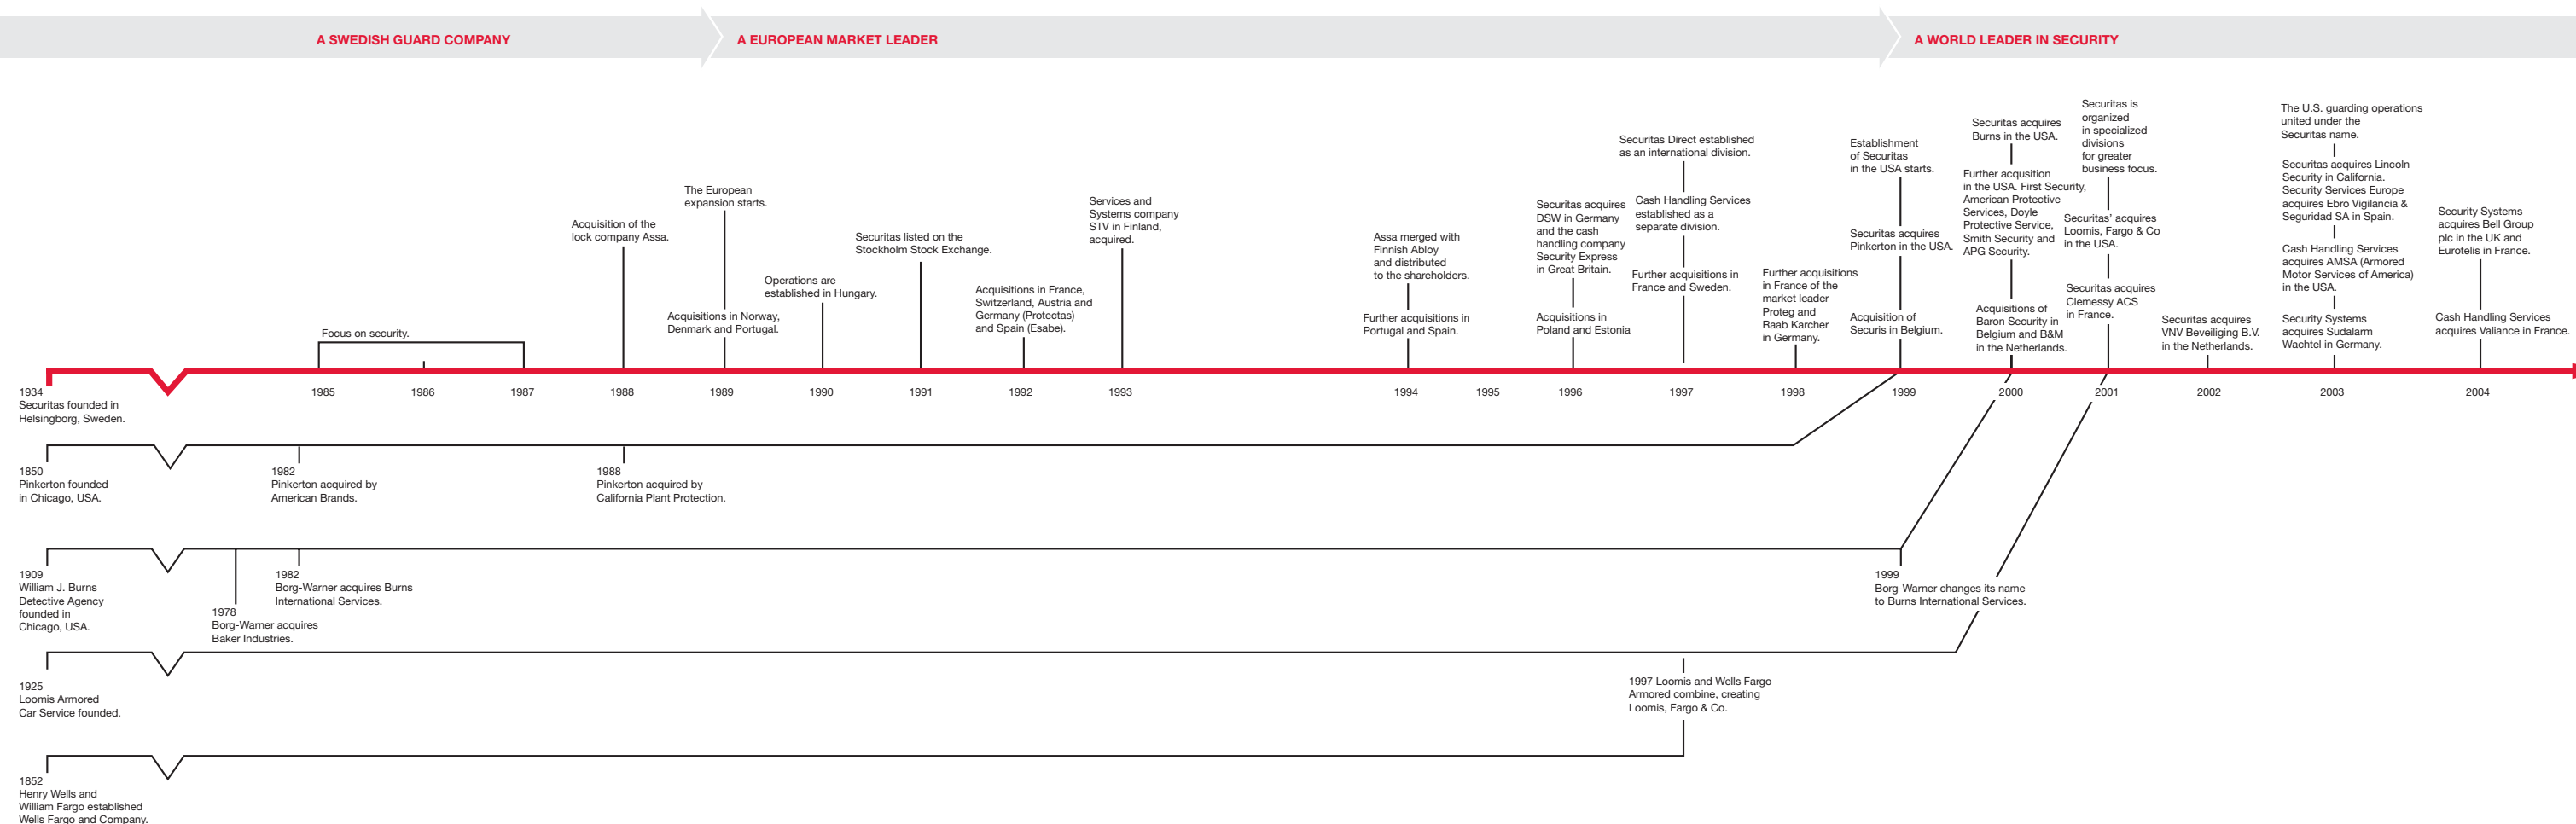 A SWEDISH GUARD COMPANY
A EUROPEAN MARKET LEADER
A WORLD LEADER IN SECURITY
Focus on security.
Acquisition of the
lock company Assa.
The European
expansion starts.
Acquisitions in Norway,
Denmark and Portugal.
Operations are
established in Hungary.
Securitas listed on the
Stockholm Stock Exchange.
Acquisitions in France,
Switzerland, Austria and
Germany (Protectas)
and Spain (Esabe).
Services and
Systems company
STV in Finland,
acquired.
Assa merged with
Finnish Abloy
and distributed
to the shareholders.
Further acquisitions in
Portugal and Spain.
Securitas acquires
DSW in Germany
and the cash
handling company
Security Express
in Great Britain.
Acquisitions in
Poland and Estonia
Securitas Direct established
as an international division.
Cash Handling Services
established as a
separate division.
Further acquisitions in
France and Sweden.
Further acquisitions
in France of the
market leader
Proteg and
Raab Karcher
in Germany.
Establishment
of Securitas
in the USA starts.
Securitas acquires
Pinkerton in the USA.
Acquisition of
Securis in Belgium.
Securitas acquires
Burns in the USA.
Further acqusition
in the USA. First Security,
American Protective
Services, Doyle
Protective Service,
Smith Security and
APG Security.
Acquisitions of
Baron Security in
Belgium and B&M
in the Netherlands.
Securitas is
organized
in specialized
divisions
for greater
business focus.
Securitas' acquires
Loomis, Fargo & Co
in the USA.
Securitas acquires
Clemessy ACS
in France.
Securitas acquires
VNV Beveiliging B.V.
in the Netherlands.
The U.S. guarding operations
united under the
Securitas name.
Securitas acquires Lincoln
Security in California.
Security Services Europe
acquires Ebro Vigilancia &
Seguridad SA in Spain.
Cash Handling Services
acquires AMSA (Armored
Motor Services of America)
in the USA.
Security Systems
acquires Sudalarm
Wachtel in Germany.
Security Systems
acquires Bell Group
plc in the UK and
Eurotelis in France.
Cash Handling Services
acquires Valiance in France.
1934
Securitas founded in
Helsingborg, Sweden.
1985
1986
1987
1988
1989
1990
1991
1992
1993
1994
1995
1996
1997
1998
1999
2000
2001
2002
2003
2004
1850
Pinkerton founded
in Chicago, USA.
1982
Pinkerton acquired by
American Brands.
1988
Pinkerton acquired by
California Plant Protection.
1909
William J. Burns
Detective Agency
founded in
Chicago, USA.
1978
Borg-Warner acquires
Baker Industries.
1982
Borg-Warner acquires Burns
International Services.
1999
Borg-Warner changes its name
to Burns International Services.
1925
Loomis Armored
Car Service founded.
1997 Loomis and Wells Fargo
Armored combine, creating
Loomis, Fargo & Co.
1852
Henry Wells and
William Fargo established
Wells Fargo and Company.